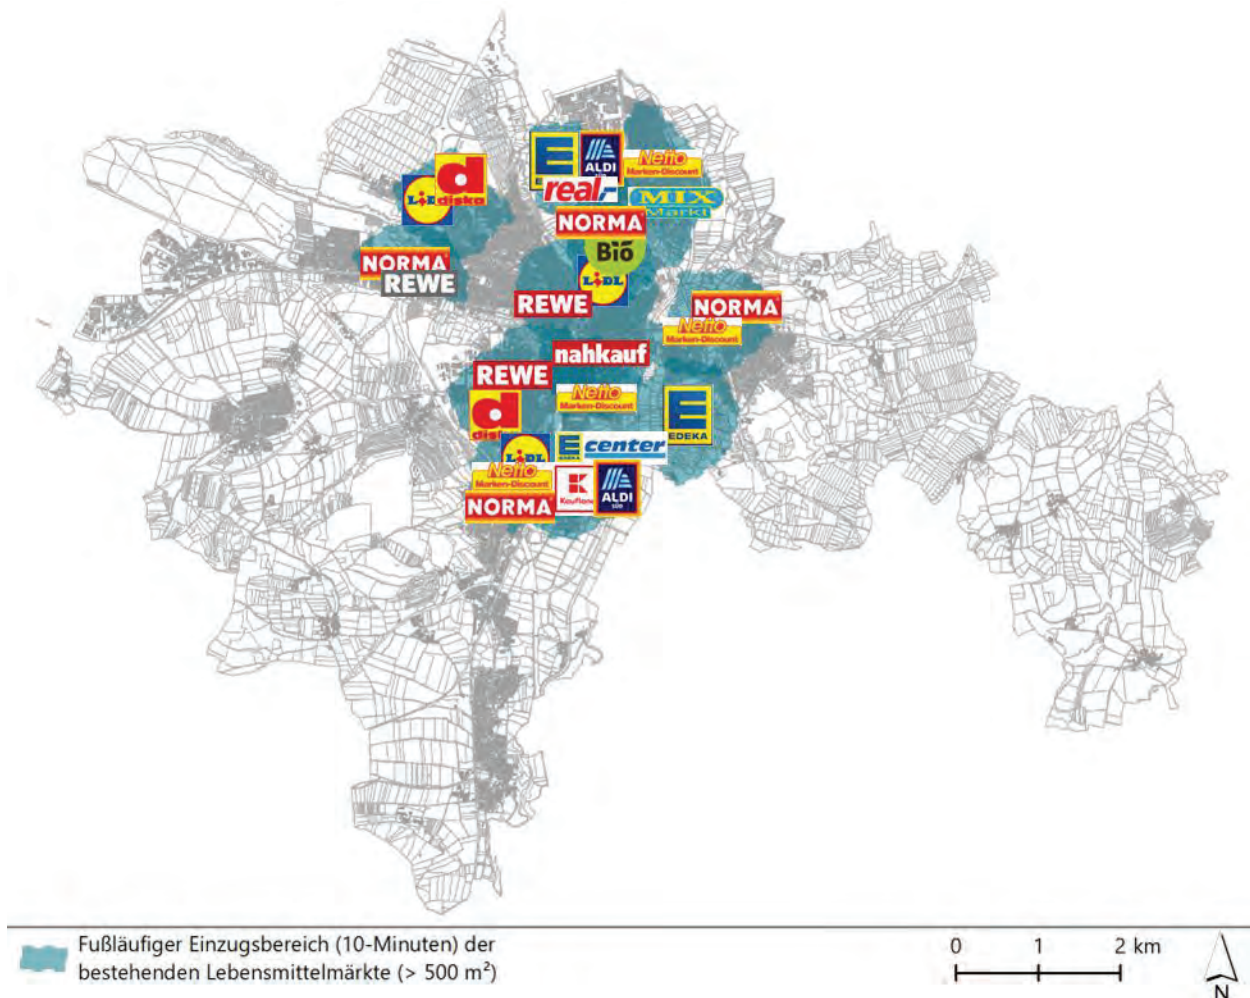 E
ALDI
Netto
Marken-Discount
d
diska
real,-
MIX
Markt
NORMA
Bio
NORMA
REWE
LiDL
REWE
NORMA
Netto
Marken-Discount
nahkauf
REWE
Netto
Marken-Discount
d
E
EDEKA
LiDL
E
EDEKA
center
Netto
Marken-Discount
NORMA
K
ALDI
SÜD
Fußläufiger Einzugsbereich (10-Minuten) der
bestehenden Lebensmittelmärkte (> 500 m²)
0 1 2 km
N